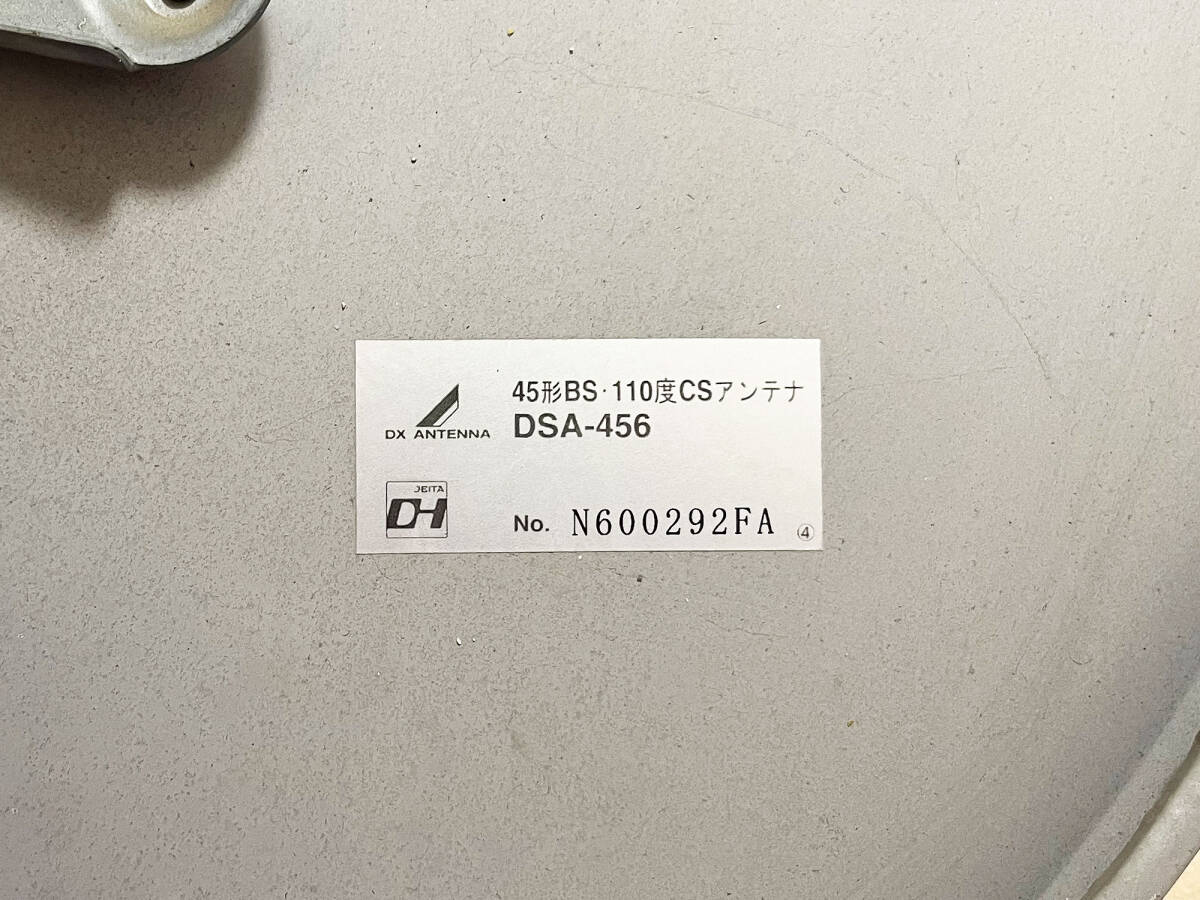 45形BS·110度CSアンテナ
DX ANTENNA
DSA-456
JEITA
DH
No. N600292FA ④